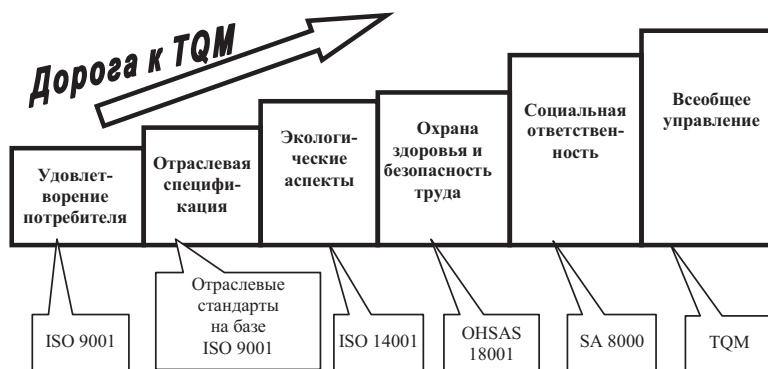 Дорога к TQM
Удовлет-
ворение
потребителя
Отраслевая
специфи-
кация
Экологи-
ческие
аспекты
Охрана
здоровья и
безопасность
труда
Социальная
ответствен-
ность
Всеобщее
управление
ISO 9001
Отраслевые
стандарты
на базе
ISO 9001
ISO 14001
OHSAS
18001
SA 8000
TQM